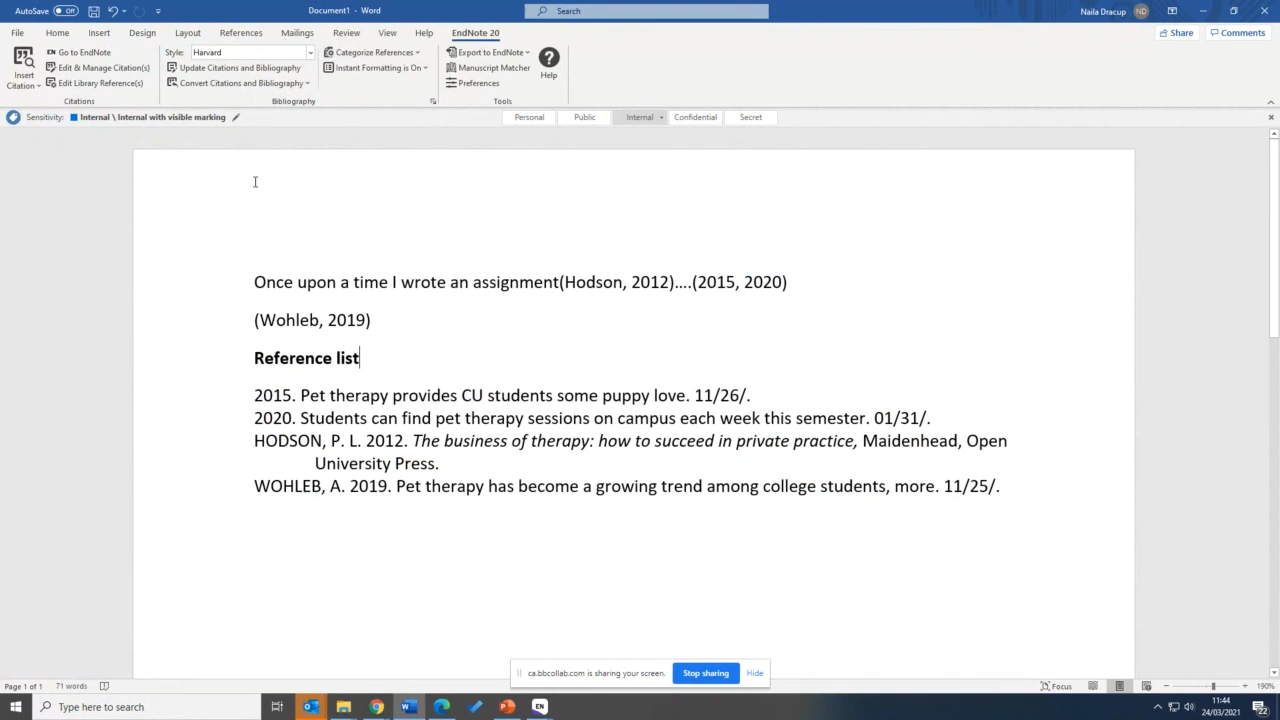 AutoSave Off Document1 - Word Search Naila Dracup ND
File Home Insert Design Layout References Mailings Review View Help EndNote 20 Share Comments
EN Go to EndNote Style: Harvard Categorize References Export to EndNote
Insert Citation Edit & Manage Citation(s) Update Citations and Bibliography Instant Formatting is On Manuscript Matcher Help
Edit Library Reference(s) Convert Citations and Bibliography Preferences
Citations Bibliography Tools
Sensitivity: Internal \ Internal with visible marking Personal Public Internal Confidential Secret
Once upon a time I wrote an assignment(Hodson, 2012)....(2015, 2020)
(Wohleb, 2019)
Reference list
2015. Pet therapy provides CU students some puppy love. 11/26/.
2020. Students can find pet therapy sessions on campus each week this semester. 01/31/.
HODSON, P. L. 2012. The business of therapy: how to succeed in private practice, Maidenhead, Open
University Press.
WOHLEB, A. 2019. Pet therapy has become a growing trend among college students, more. 11/25/.
ca.bbcollab.com is sharing your screen. Stop sharing Hide
Page 1 of 1 71 words Focus 190%
Type here to search EN 11:44
24/03/2021 22